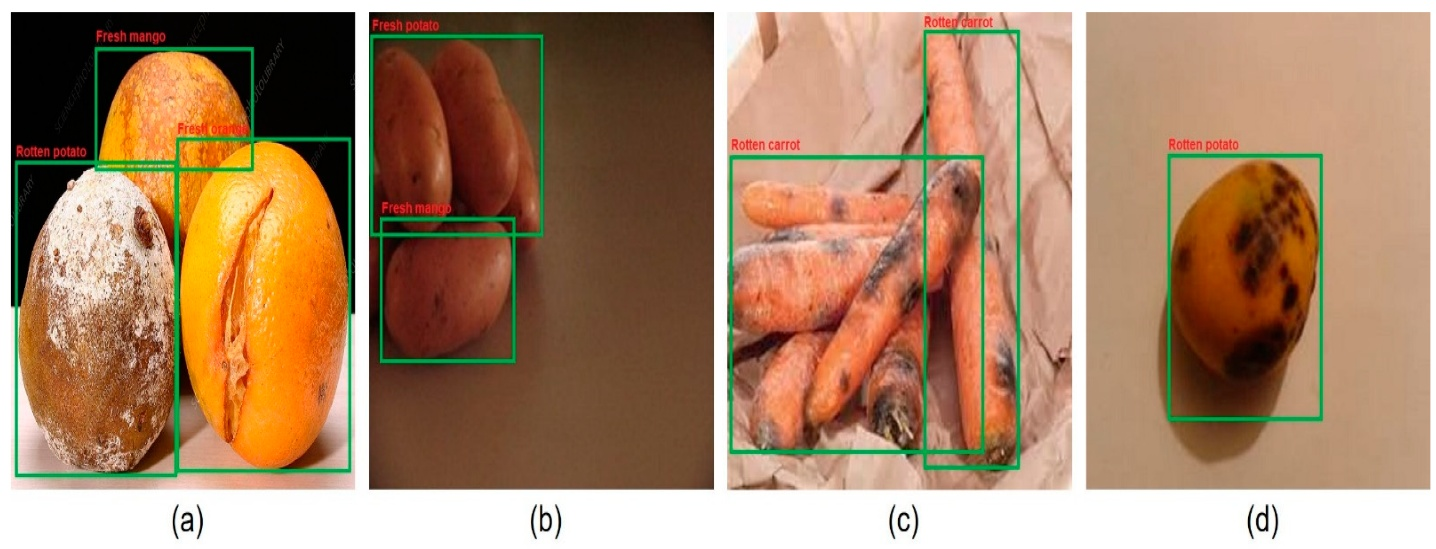 Fresh mango
Fresh orange
Rotten potato
Fresh potato
Fresh mango
Rotten carrot
Rotten carrot
Rotten potato
(a)
(b)
(c)
(d)